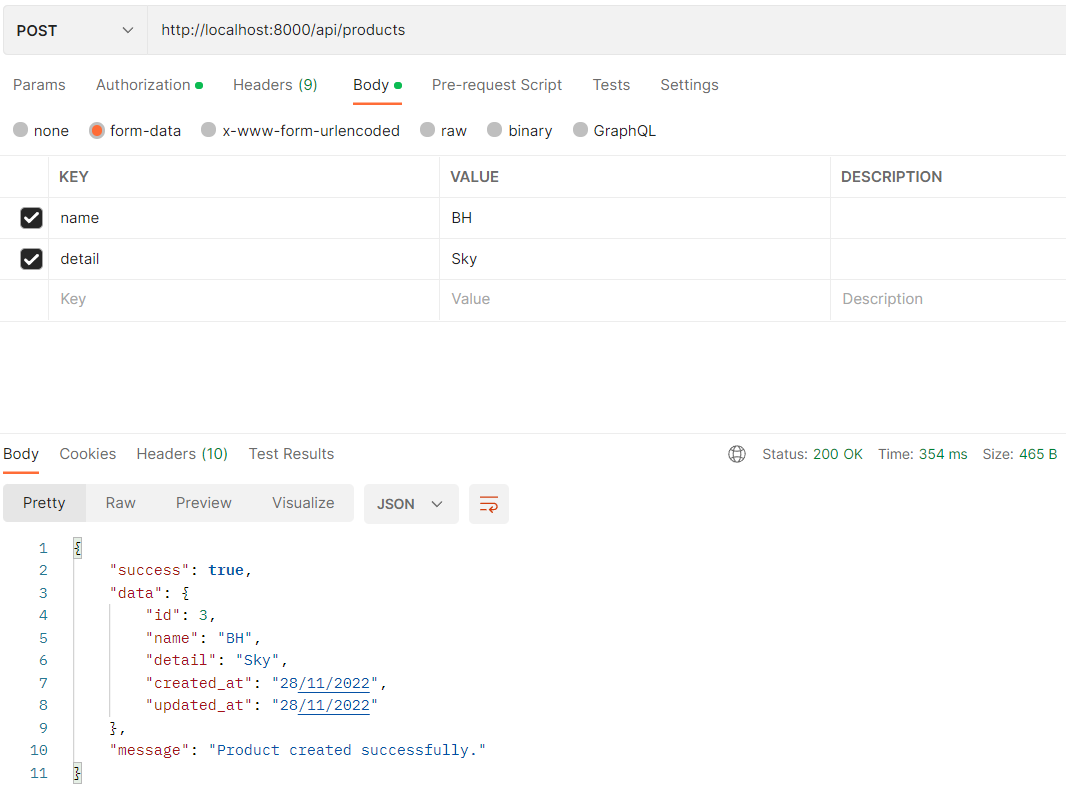 POST http://localhost:8000/api/products
Params Authorization Headers (9) Body Pre-request Script Tests Settings
none form-data x-www-form-urlencoded raw binary GraphQL
KEY VALUE DESCRIPTION
name BH
detail Sky
Key Value Description
Body Cookies Headers (10) Test Results Status: 200 OK Time: 354 ms Size: 465 B
Pretty Raw Preview Visualize JSON
1 {
2 "success": true,
3 "data": {
4 "id": 3,
5 "name": "BH",
6 "detail": "Sky",
7 "created_at": "28/11/2022",
8 "updated_at": "28/11/2022"
9 },
10 "message": "Product created successfully."
11 }